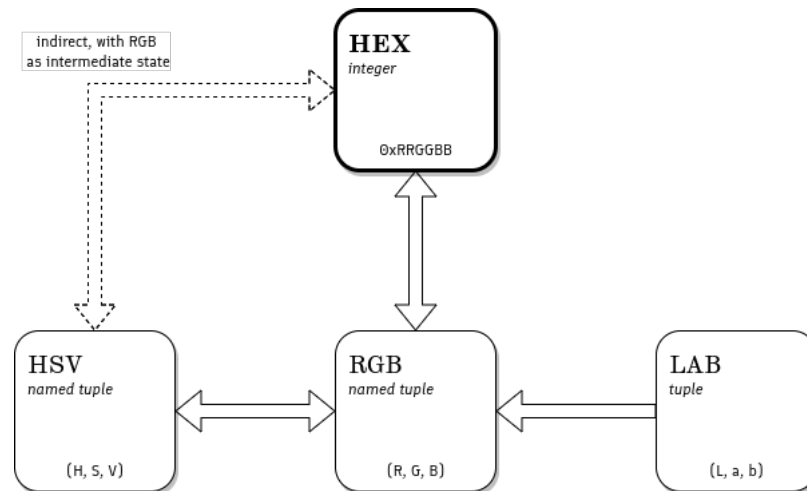 indirect, with RGB
as intermediate state
HEX
integer
0xRRGGBB
HSV
named tuple
(H, S, V)
RGB
named tuple
(R, G, B)
LAB
tuple
(L, a, b)